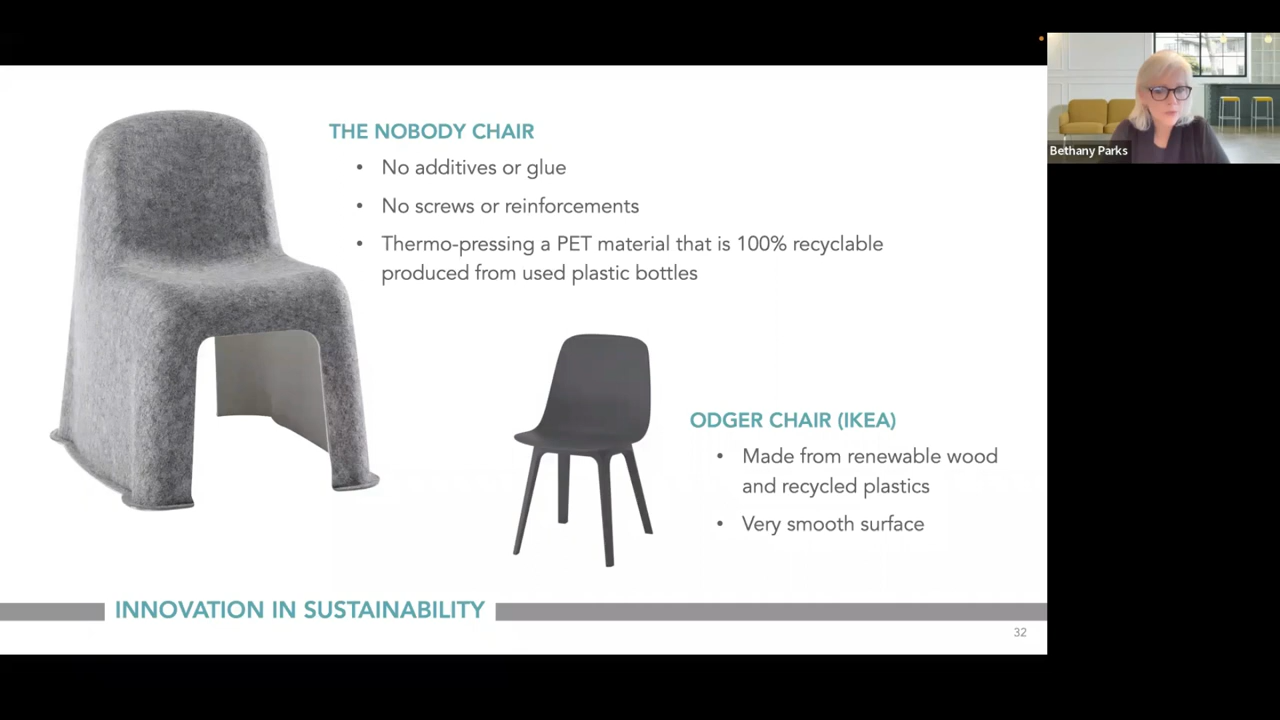 THE NOBODY CHAIR
• No additives or glue
• No screws or reinforcements
• Thermo-pressing a PET material that is 100% recyclable
produced from used plastic bottles
ODGER CHAIR (IKEA)
• Made from renewable wood
and recycled plastics
• Very smooth surface
INNOVATION IN SUSTAINABILITY
32
Bethany Parks